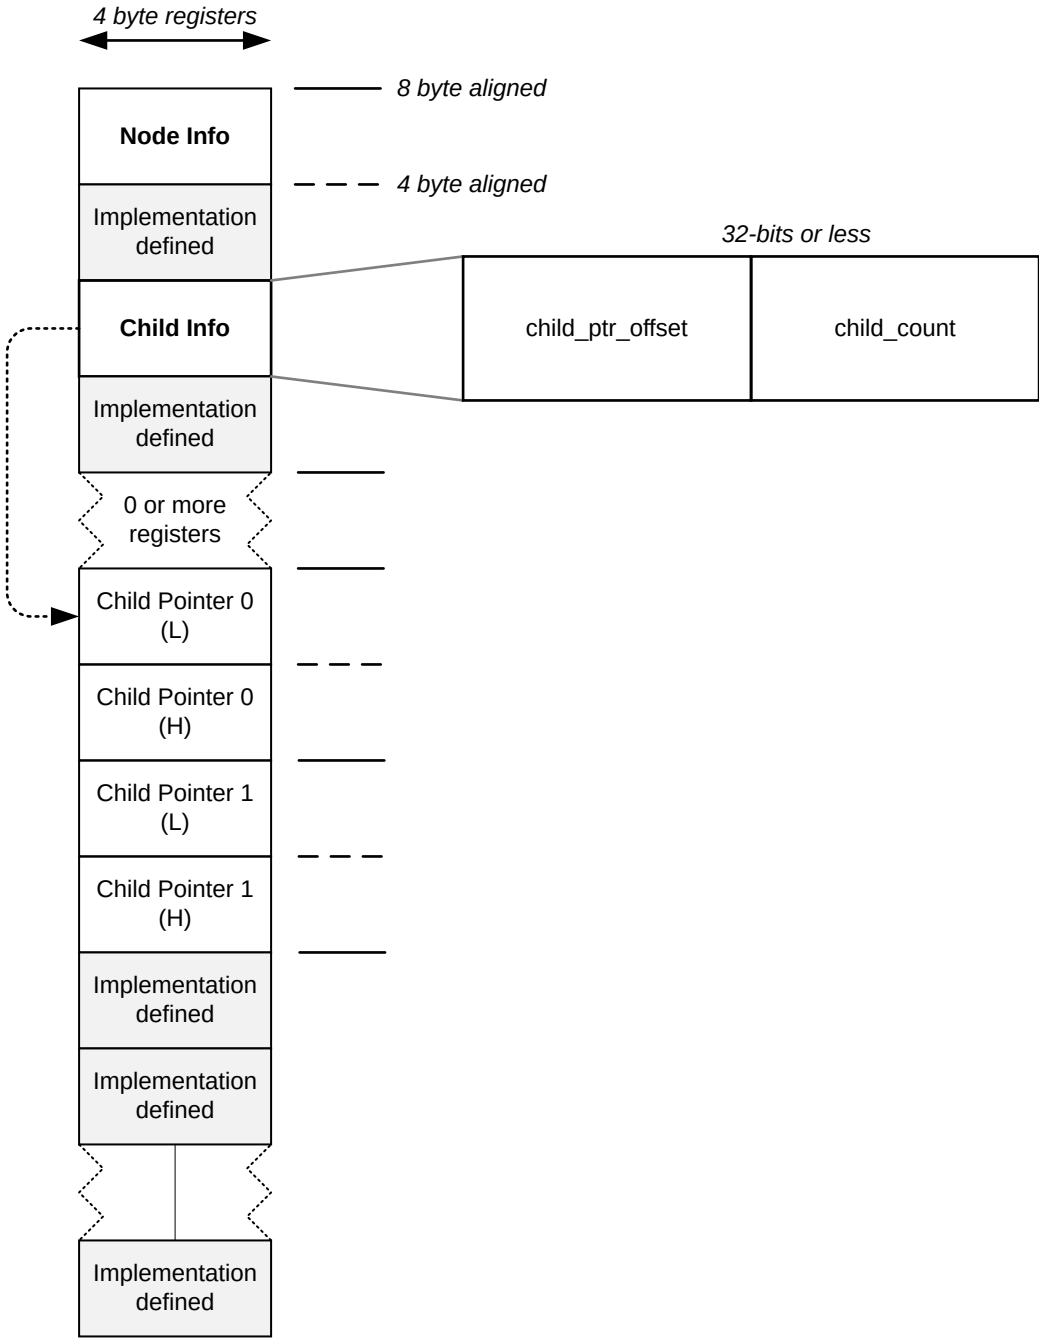 4 byte registers
8 byte aligned
Node Info
4 byte aligned
Implementation
defined
32-bits or less
Child Info
child_ptr_offset
child_count
Implementation
defined
0 or more
registers
Child Pointer 0
(L)
Child Pointer 0
(H)
Child Pointer 1
(L)
Child Pointer 1
(H)
Implementation
defined
Implementation
defined
Implementation
defined